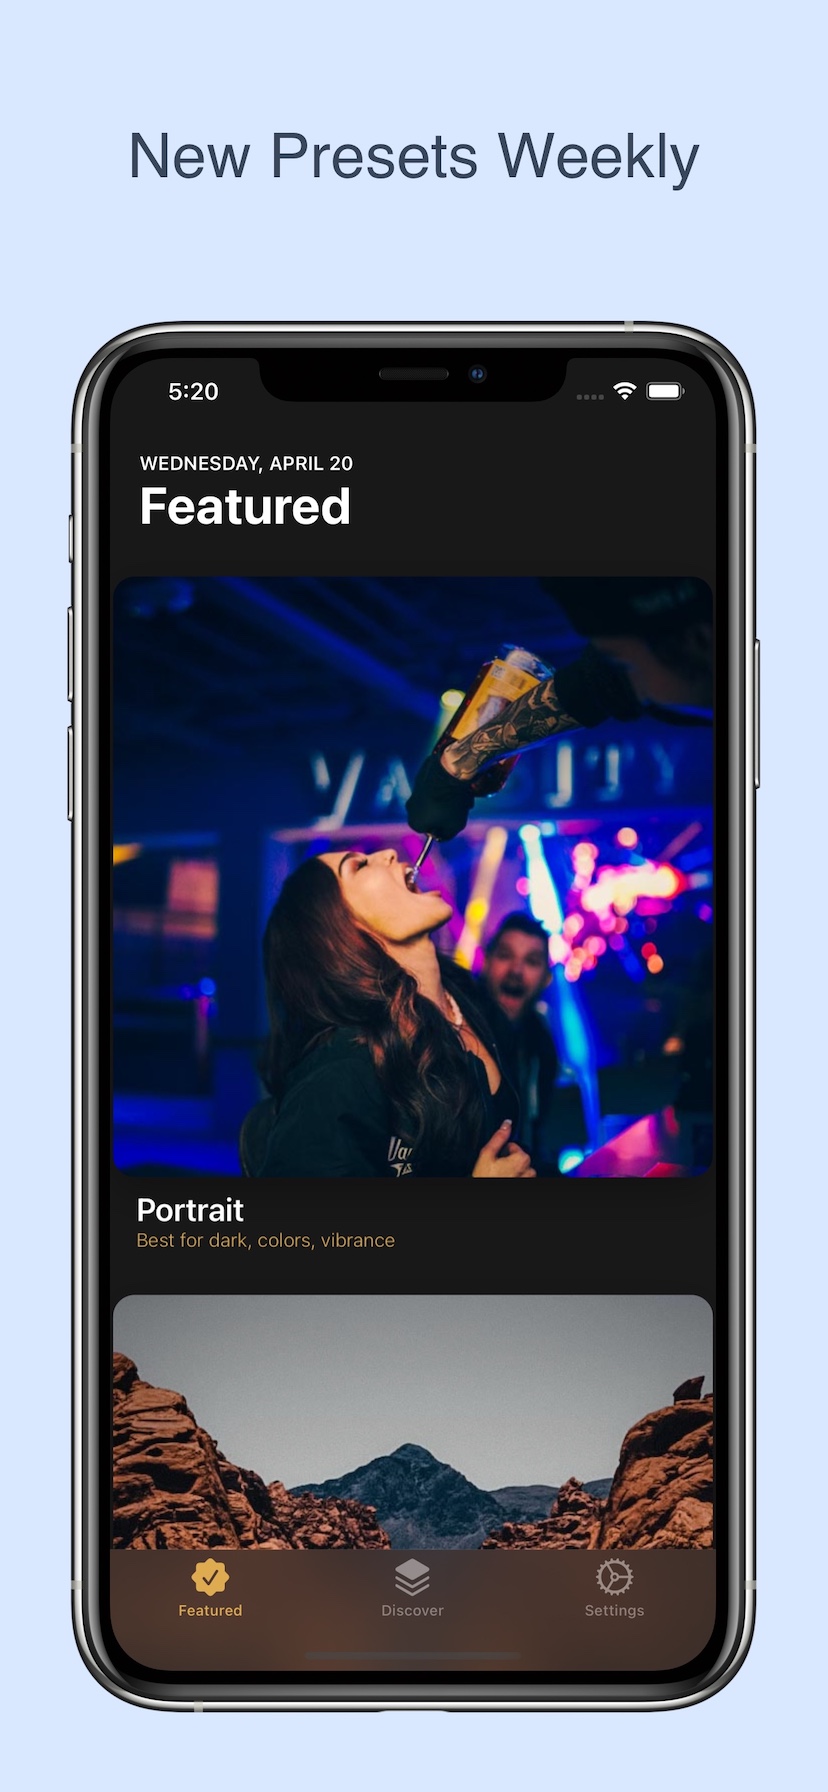 New Presets Weekly
5:20
WEDNESDAY, APRIL 20
Featured
Portrait
Best for dark, colors, vibrance
Featured
Discover
Settings